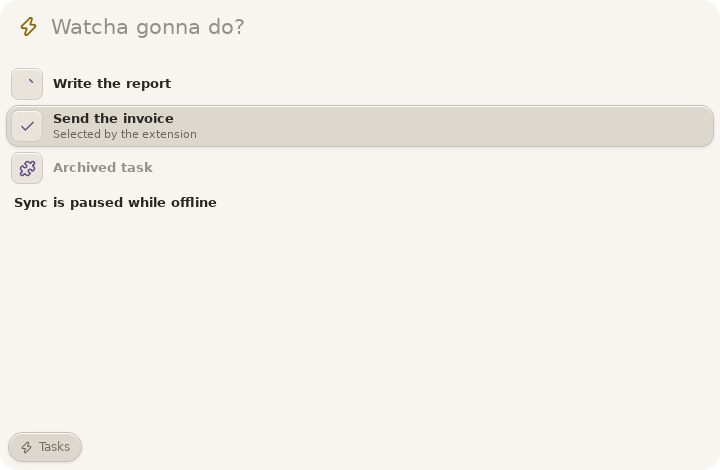 Watcha gonna do?
Write the report
Send the invoice
Selected by the extension
Archived task
Sync is paused while offline
Tasks